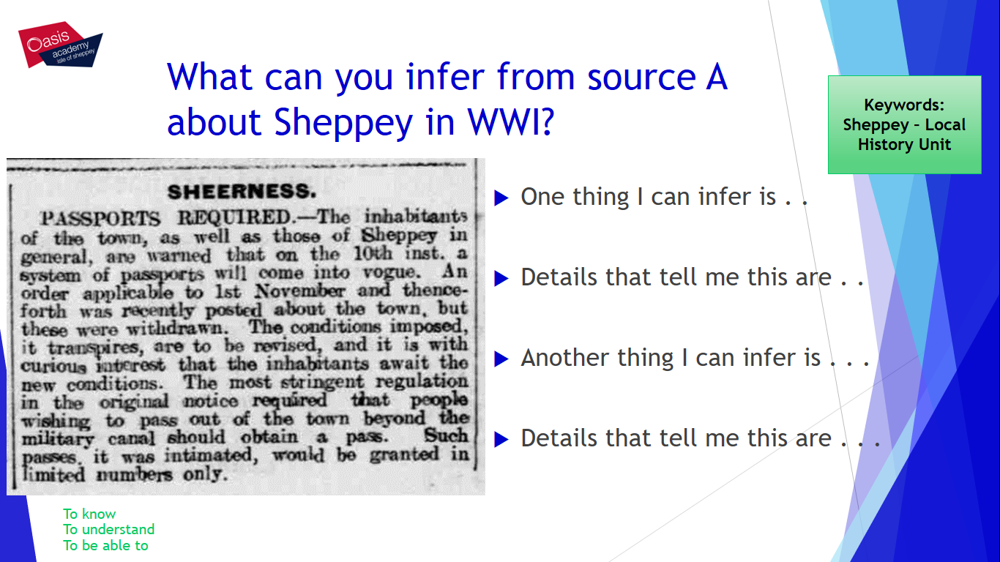 Oasis
academy
isle of sheppey
What can you infer from source A
about Sheppey in WWI?
Keywords:
Sheppey – Local
History Unit
SHEERNESS.
PASSPORTS REQUIRED.—The inhabitants
of the town, as well as those of Sheppey in
general, are warned that on the 10th inst. a
system of passports will come into vogue. An
order applicable to 1st November and thence-
forth was recently posted about the town, but
these were withdrawn. The conditions imposed,
it transpires, are to be revised, and it is with
curious interest that the inhabitants await the
new conditions. The most stringent regulation
in the original notice required that people
wishing to pass out of the town beyond the
military canal should obtain a pass. Such
passes, it was intimated, would be granted in
limited numbers only.
One thing I can infer is . .
Details that tell me this are . .
Another thing I can infer is . . .
Details that tell me this are . . .
To know
To understand
To be able to